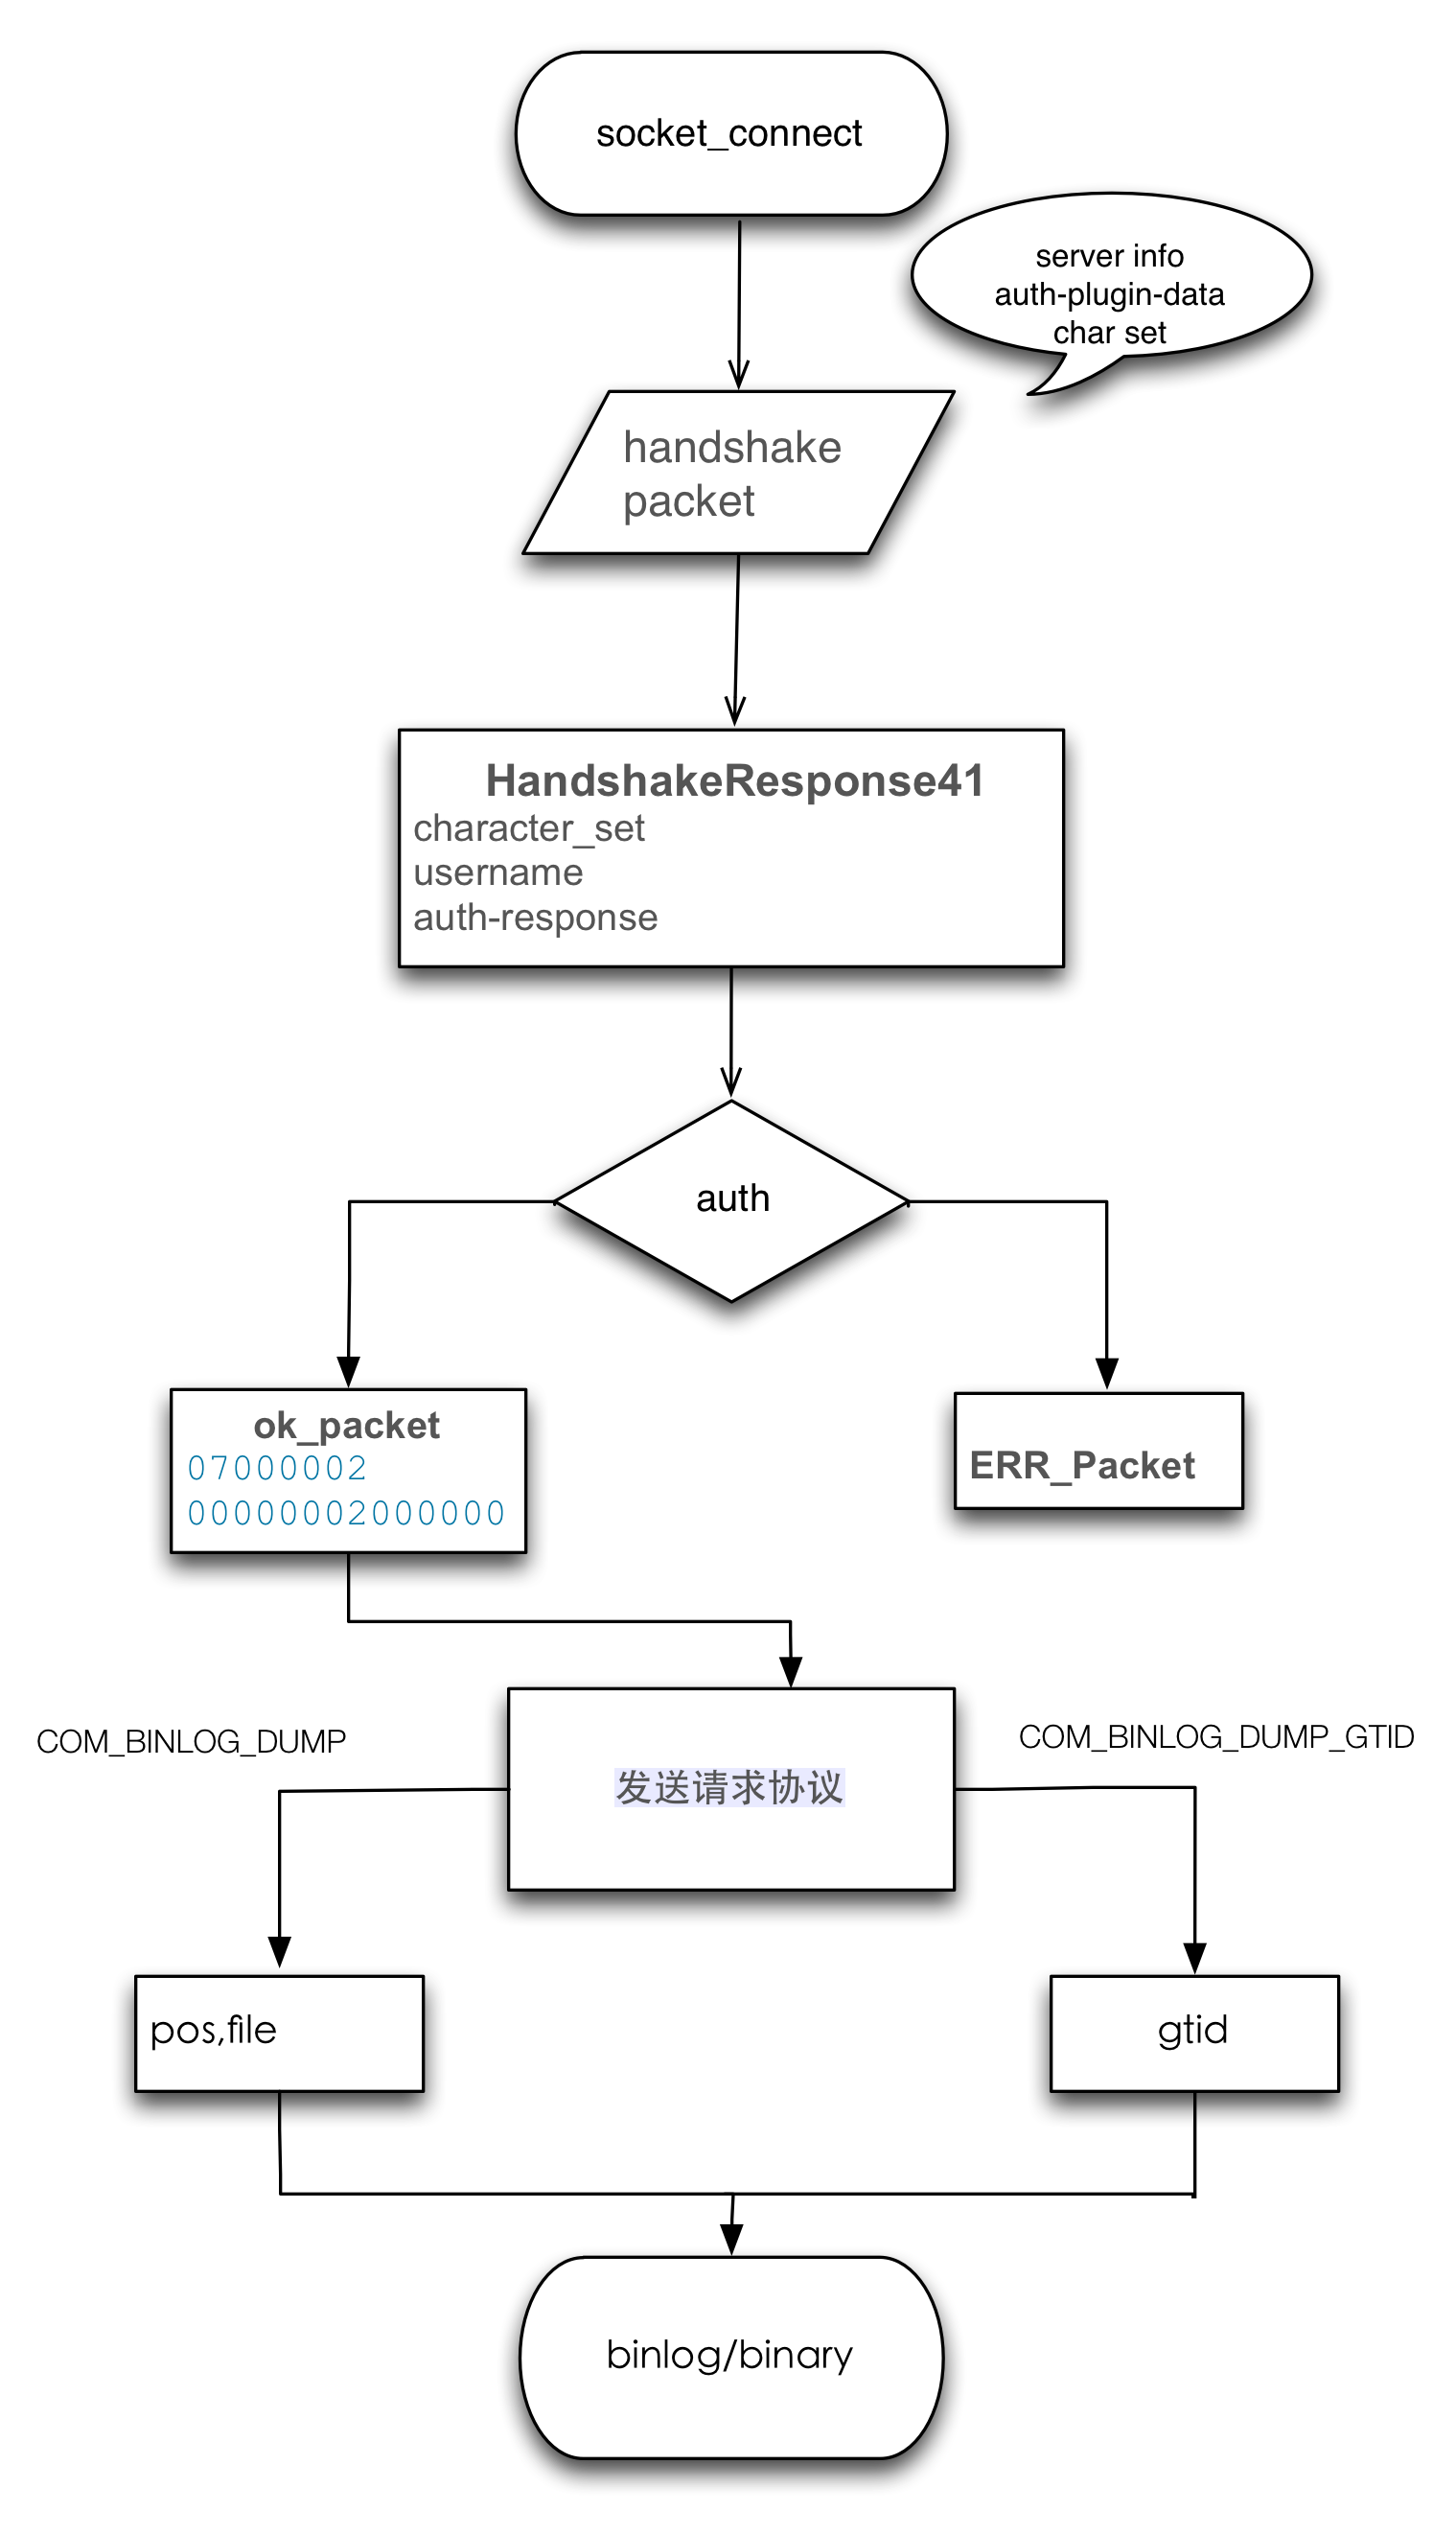 socket_connect
server info
auth-plugin-data
char set
handshake
packet
HandshakeResponse41
character_set
username
auth-response
auth
ok_packet
07000002
00000002000000
ERR_Packet
COM_BINLOG_DUMP
COM_BINLOG_DUMP_GTID
发送请求协议
pos,file
gtid
binlog/binary